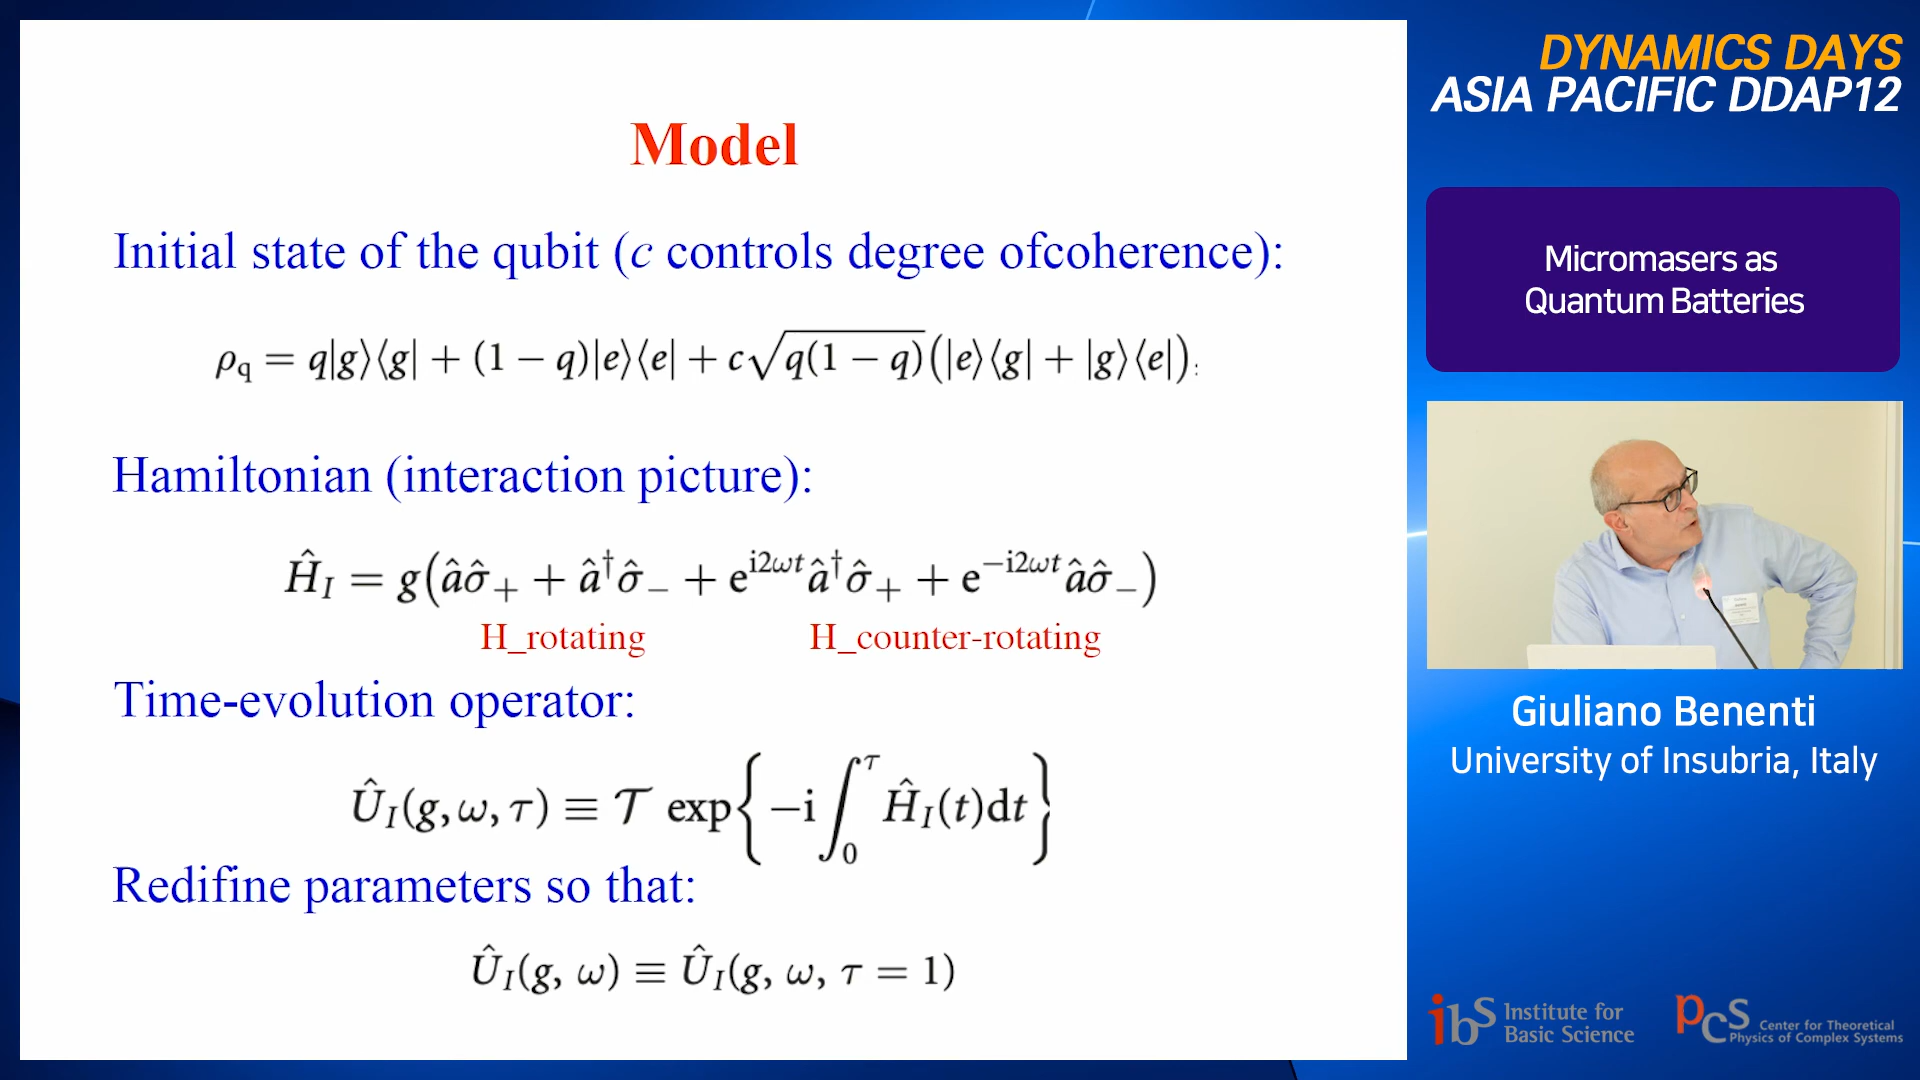 Model
Initial state of the qubit (c controls degree ofcoherence):
ρ_q = q|g⟩⟨g| + (1 − q)|e⟩⟨e| + c√q(1 − q)(|e⟩⟨g| + |g⟩⟨e|),
Hamiltonian (interaction picture):
Ĥ_I = g(âσ̂₊ + â†σ̂₋ + e^{i2ωt}â†σ̂₊ + e^{−i2ωt}âσ̂₋)
H_rotating H_counter-rotating
Time-evolution operator:
Û_I(g, ω, τ) ≡ 𝒯 exp{−i∫₀^τ Ĥ_I(t)dt}
Redifine parameters so that:
Û_I(g, ω) ≡ Û_I(g, ω, τ = 1)
DYNAMICS DAYS
ASIA PACIFIC DDAP12
Micromasers as
Quantum Batteries
Giuliano Benenti
University of Insubria, Italy
ibs Institute for
Basic Science
pcs Center for Theoretical
Physics of Complex Systems